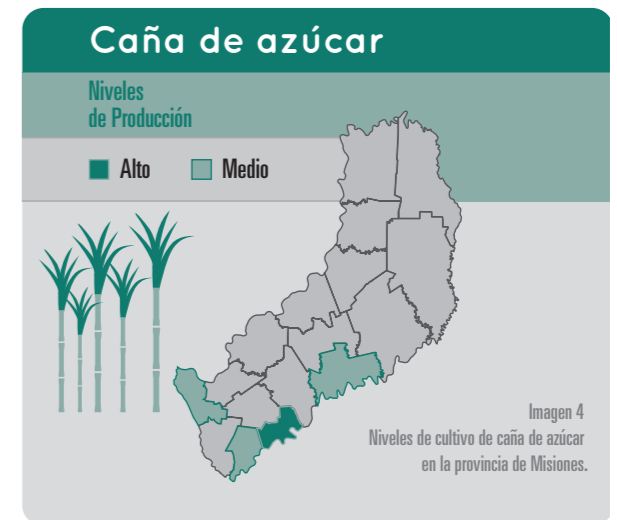 Caña de azúcar
Niveles
de Producción
Alto
Medio
Imagen 4
Niveles de cultivo de caña de azúcar
en la provincia de Misiones.